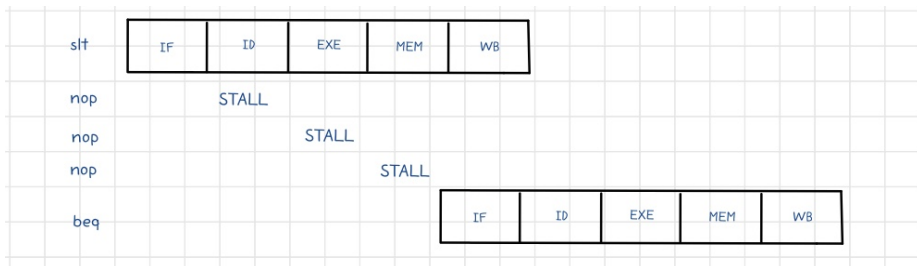 slt IF ID EXE MEM WB
nop STALL
nop STALL
nop STALL
beq IF ID EXE MEM WB